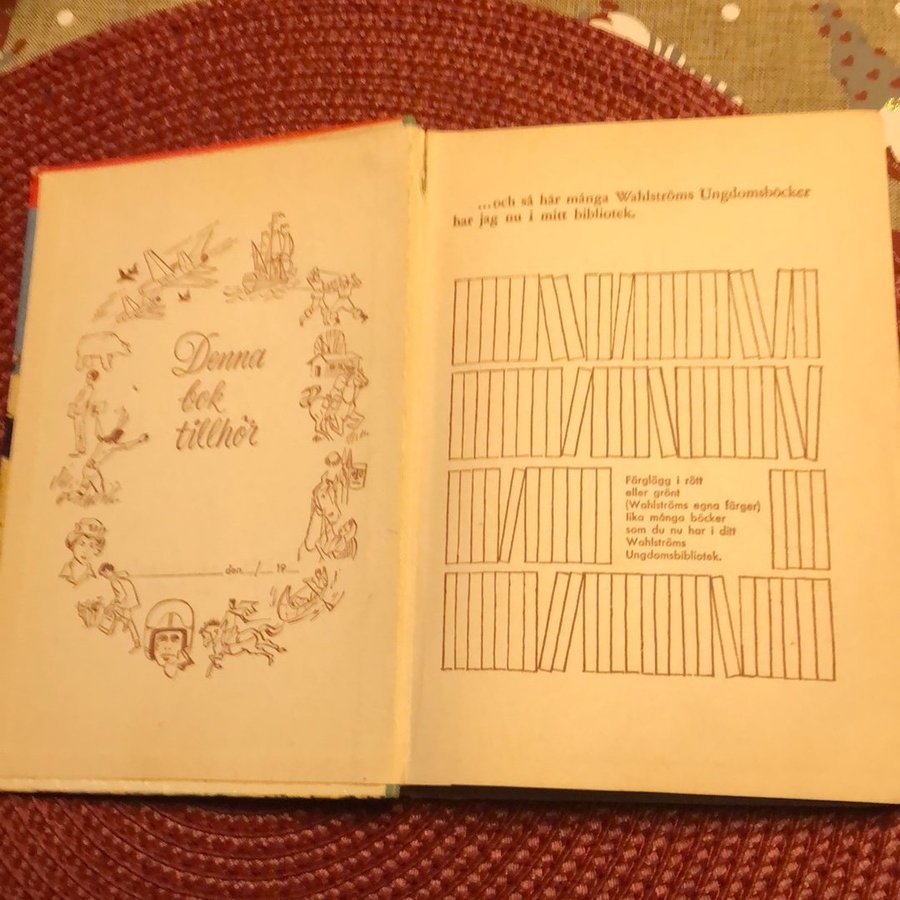 Denna
bok
tillhör
den / 19
...och så här många Wahlströms Ungdomsböcker
har jag nu i mitt bibliotek.
Färglägg i rött
eller grönt
(Wahlströms egna färger)
lika många böcker
som du nu har i ditt
Wahlströms
Ungdomsbibliotek.